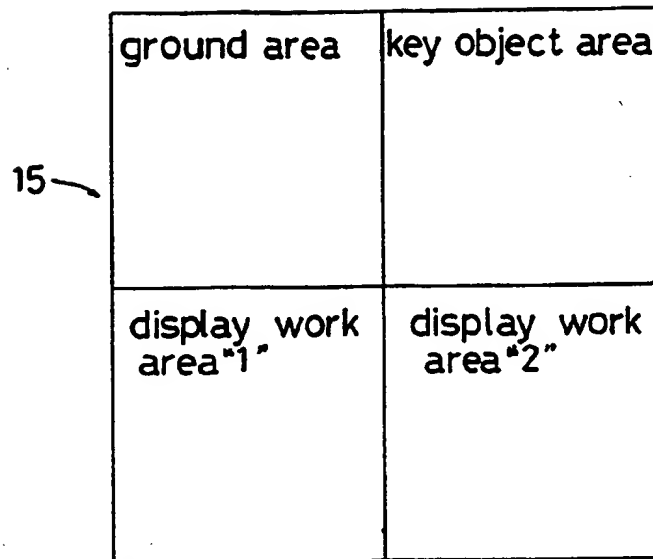 ground area
key object area
15
display work
area "1"
display work
area "2"